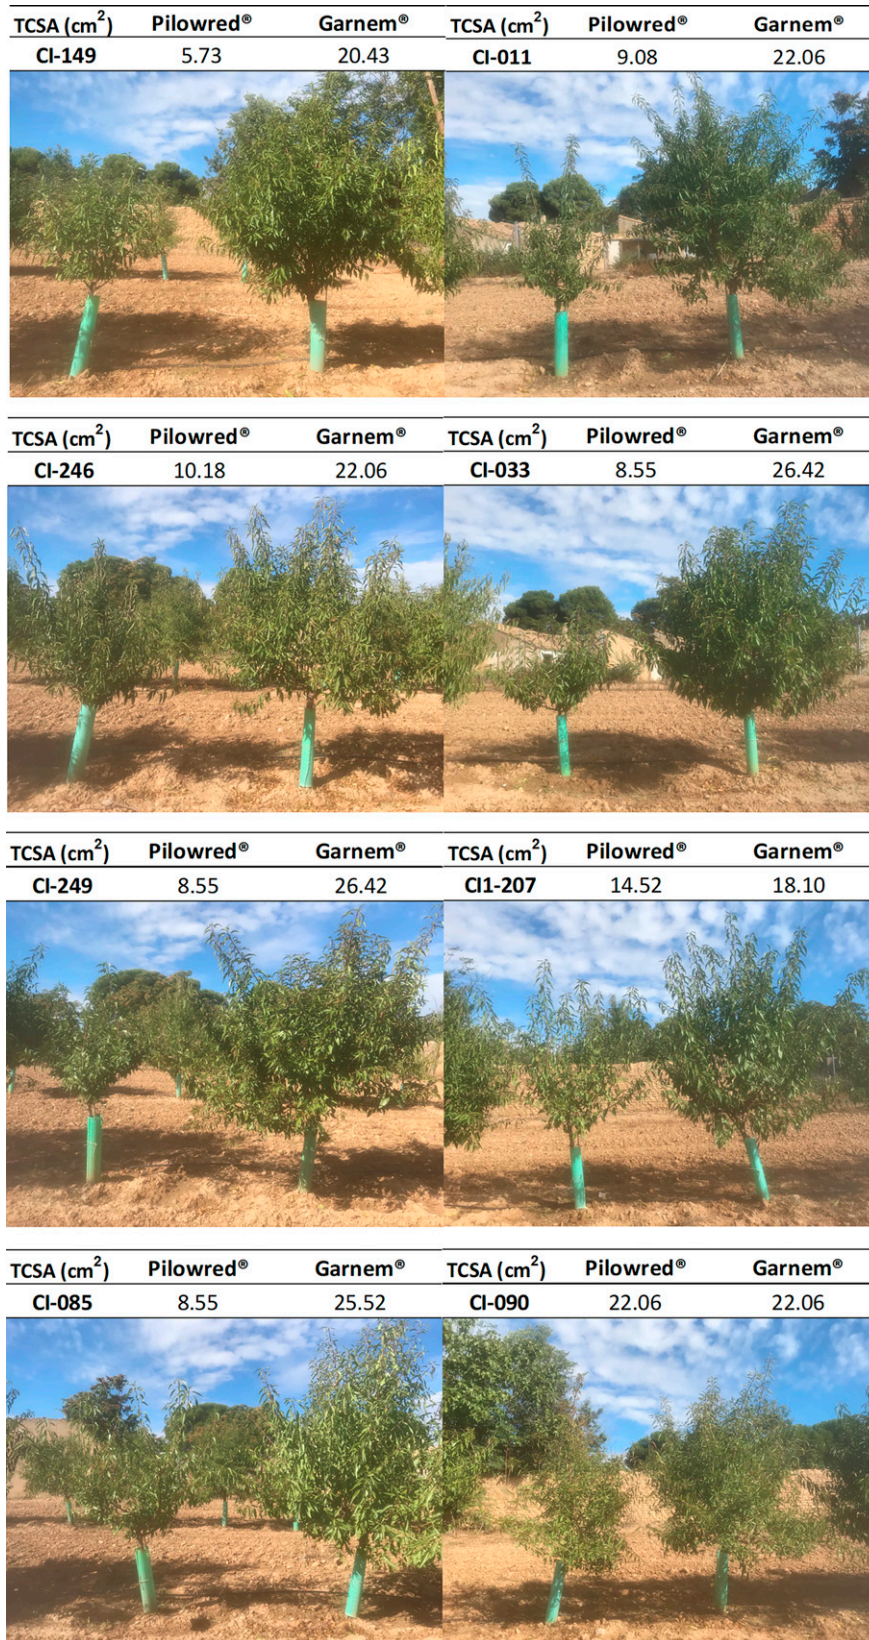 TCSA (cm²) Pilowred® Garnem®
CI-149 5.73 20.43
TCSA (cm²) Pilowred® Garnem®
CI-011 9.08 22.06
TCSA (cm²) Pilowred® Garnem®
CI-246 10.18 22.06
TCSA (cm²) Pilowred® Garnem®
CI-033 8.55 26.42
TCSA (cm²) Pilowred® Garnem®
CI-249 8.55 26.42
TCSA (cm²) Pilowred® Garnem®
CI1-207 14.52 18.10
TCSA (cm²) Pilowred® Garnem®
CI-085 8.55 25.52
TCSA (cm²) Pilowred® Garnem®
CI-090 22.06 22.06